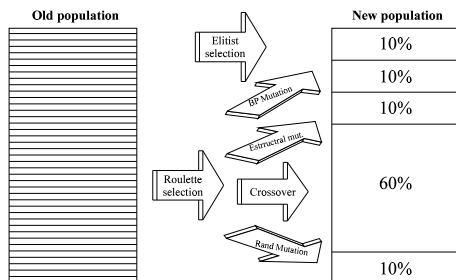 Old population
New population
Elitist
selection
10%
10%
BP Mutation
10%
Estrructral mut.
Roulette
selection
Crossover
60%
Rand Mutation
10%